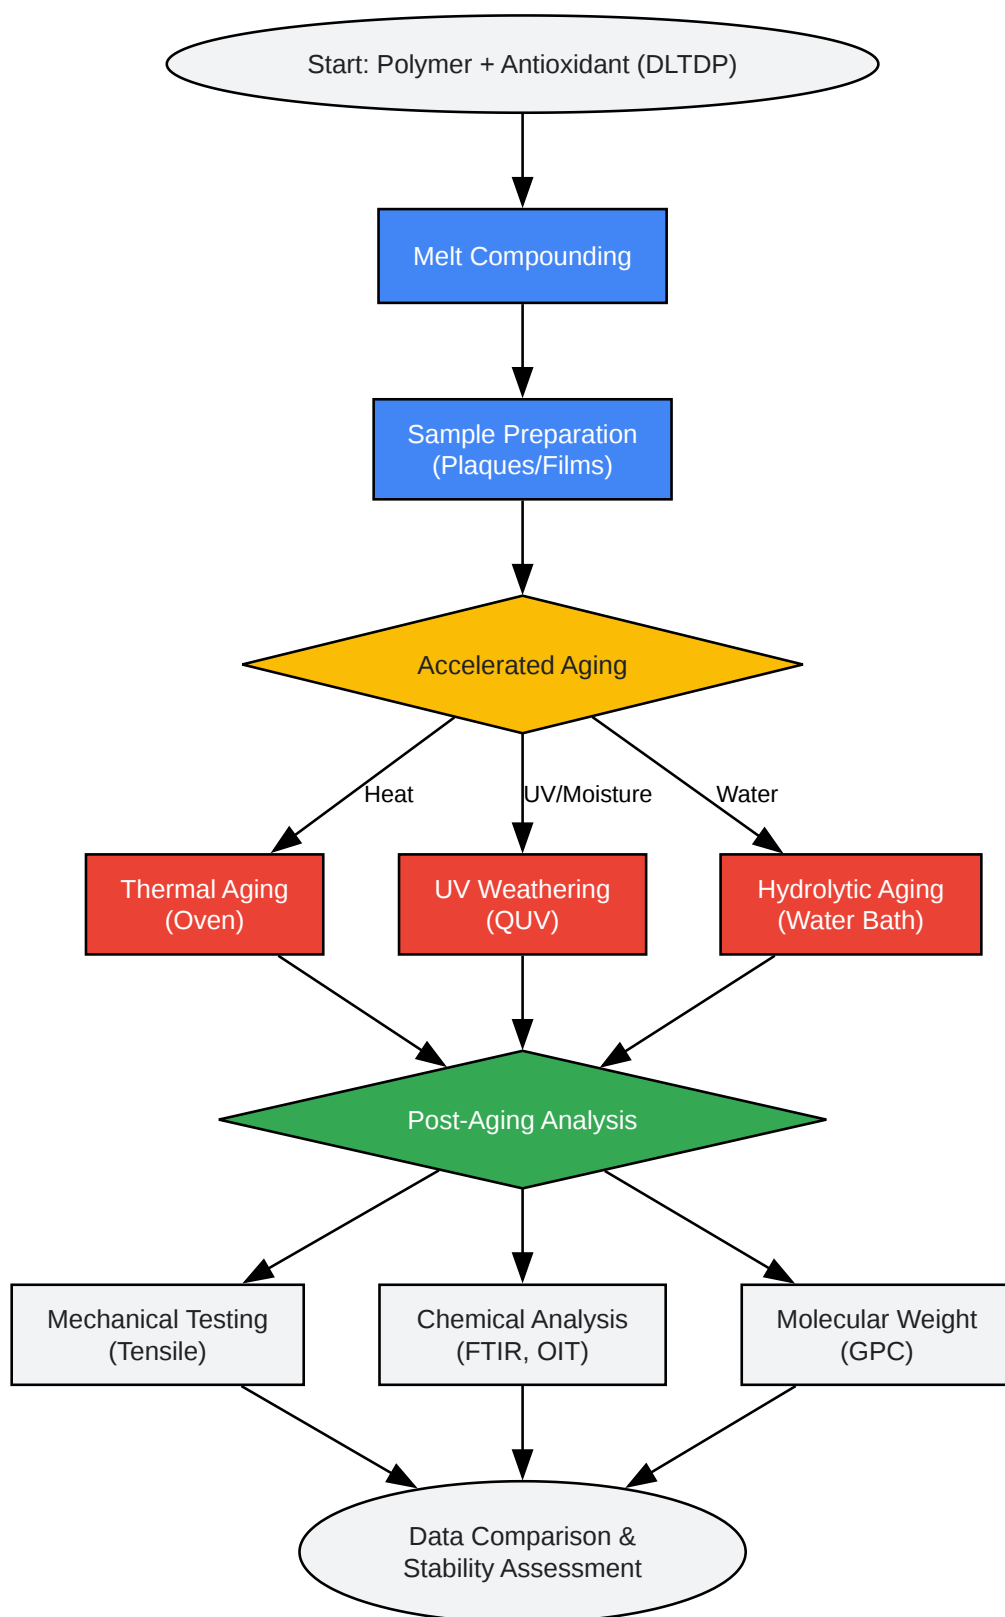 Start: Polymer + Antioxidant (DLTDP)
Melt Compounding
Sample Preparation
(Plaques/Films)
Accelerated Aging
Heat
UV/Moisture
Water
Thermal Aging
(Oven)
UV Weathering
(QUV)
Hydrolytic Aging
(Water Bath)
Post-Aging Analysis
Mechanical Testing
(Tensile)
Chemical Analysis
(FTIR, OIT)
Molecular Weight
(GPC)
Data Comparison &
Stability Assessment